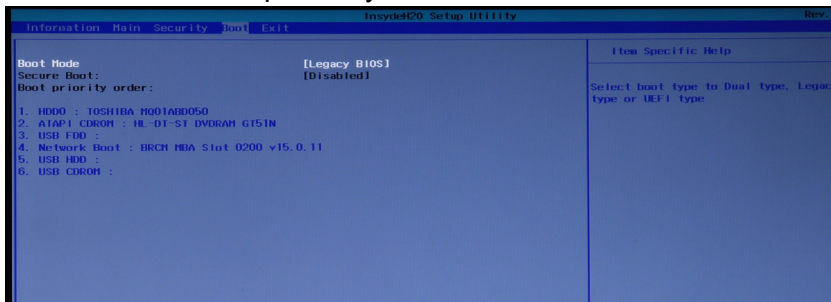 InsydeH20 Setup Utility Rev.
Information Main Security Boot Exit
Item Specific Help
Boot Mode [Legacy BIOS]
Secure Boot: [Disabled]
Boot priority order:
Select boot type to Dual type, Legac
type or UEFI type
1. HDD0 : TOSHIBA MQ01ABD050
2. ATAPI CDROM : HL-DT-ST DVDRAM GT51N
3. USB FDD :
4. Network Boot : BRCM MBA Slot 0200 v15.0.11
5. USB HDD :
6. USB CDROM :